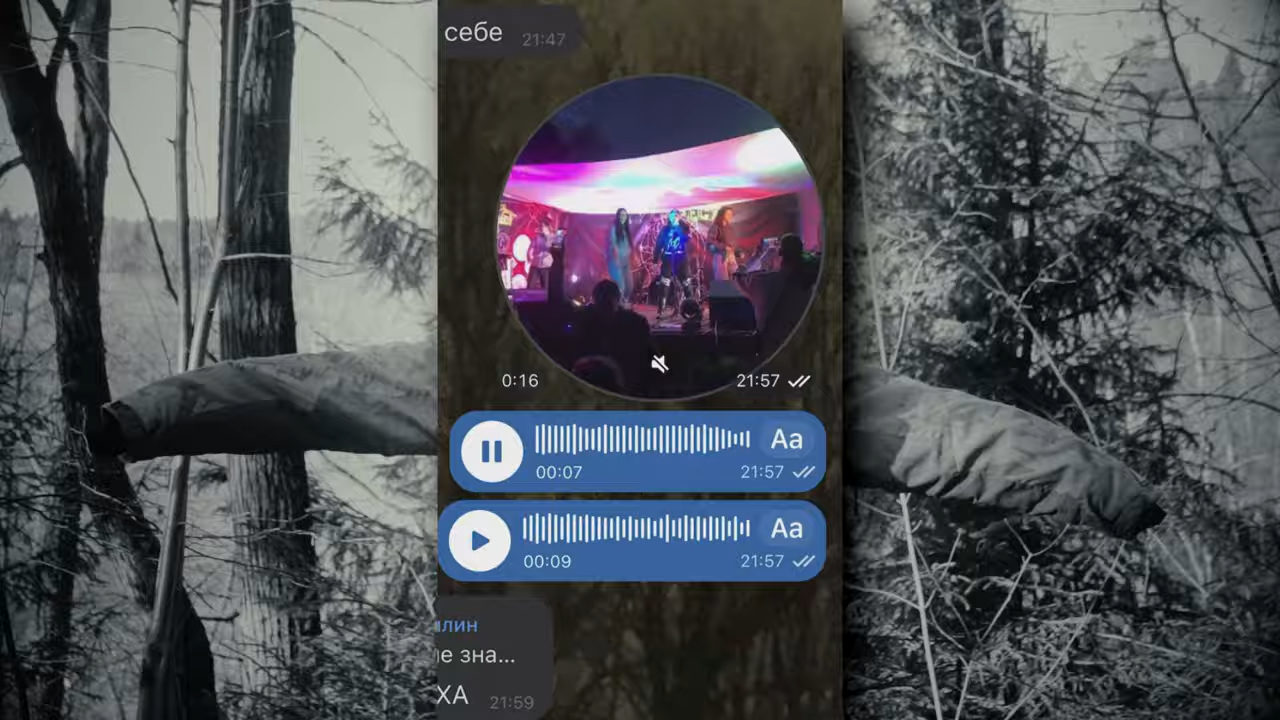 себе 21:47
0:16 21:57
Aa
00:07 21:57
Aa
00:09 21:57
лин
не зна...
ХА 21:59